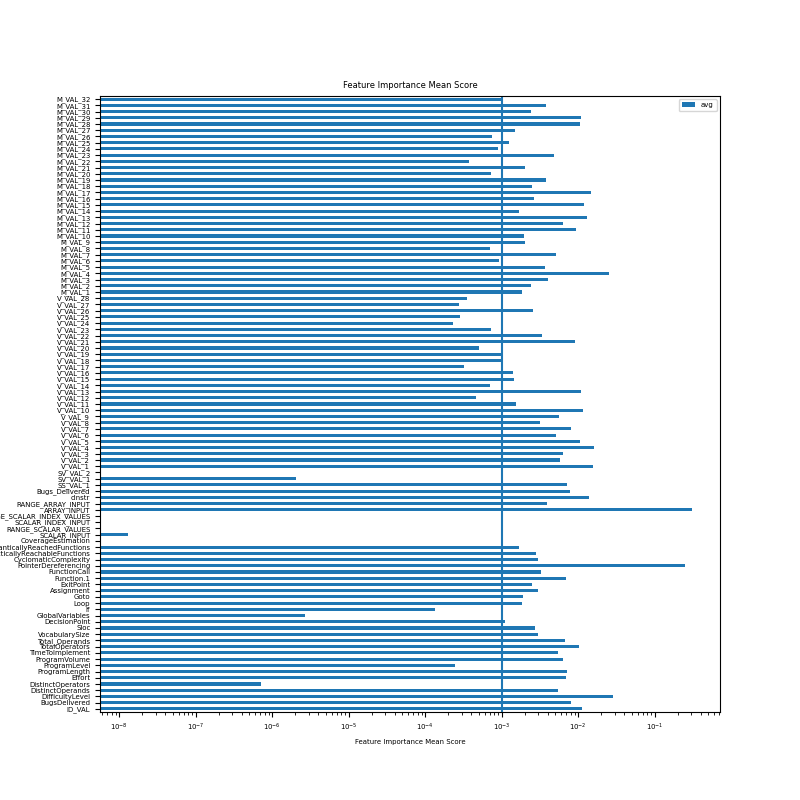 Feature Importance Mean Score
avg
M_VAL_32
M_VAL_31
M_VAL_30
M_VAL_29
M_VAL_28
M_VAL_27
M_VAL_26
M_VAL_25
M_VAL_24
M_VAL_23
M_VAL_22
M_VAL_21
M_VAL_20
M_VAL_19
M_VAL_18
M_VAL_17
M_VAL_16
M_VAL_15
M_VAL_14
M_VAL_13
M_VAL_12
M_VAL_11
M_VAL_10
M_VAL_9
M_VAL_8
M_VAL_7
M_VAL_6
M_VAL_5
M_VAL_4
M_VAL_3
M_VAL_2
M_VAL_1
V_VAL_28
V_VAL_27
V_VAL_26
V_VAL_25
V_VAL_24
V_VAL_23
V_VAL_22
V_VAL_21
V_VAL_20
V_VAL_19
V_VAL_18
V_VAL_17
V_VAL_16
V_VAL_15
V_VAL_14
V_VAL_13
V_VAL_12
V_VAL_11
V_VAL_10
V_VAL_9
V_VAL_8
V_VAL_7
V_VAL_6
V_VAL_5
V_VAL_4
V_VAL_3
V_VAL_2
V_VAL_1
SV_VAL_2
SV_VAL_1
SS_VAL_1
Bugs_Delivered
cinstr
RANGE_ARRAY_INPUT
ARRAY_INPUT
E_SCALAR_INDEX_VALUES
SCALAR_INDEX_INPUT
RANGE_SCALAR_VALUES
SCALAR_INPUT
CoverageEstimation
anticallyReachedFunctions
ticallyReachableFunctions
CyclomaticComplexity
PointerDereferencing
FunctionCall
Function.1
ExitPoint
Assignment
Goto
Loop
If
GlobalVariables
DecisionPoint
Sloc
VocabularySize
Total_Operands
TotalOperators
TimeToImplement
ProgramVolume
ProgramLevel
ProgramLength
Effort
DistinctOperators
DistinctOperands
DifficultyLevel
BugsDelivered
ID_VAL
10⁻⁸ 10⁻⁷ 10⁻⁶ 10⁻⁵ 10⁻⁴ 10⁻³ 10⁻² 10⁻¹
Feature Importance Mean Score